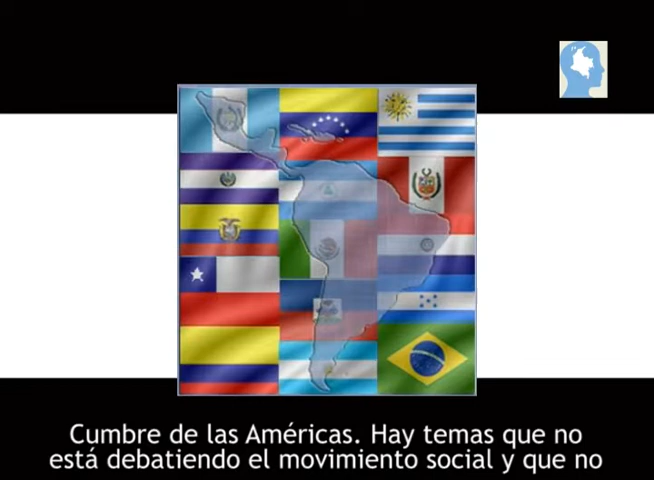 Cumbre de las Américas. Hay temas que no
está debatiendo el movimiento social y que no